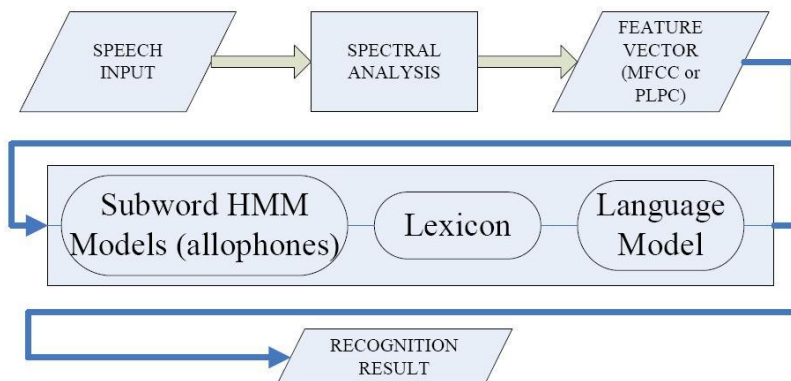 SPEECH
INPUT
SPECTRAL
ANALYSIS
FEATURE
VECTOR
(MFCC or
PLPC)
Subword HMM
Models (allophones)
Lexicon
Language
Model
RECOGNITION
RESULT